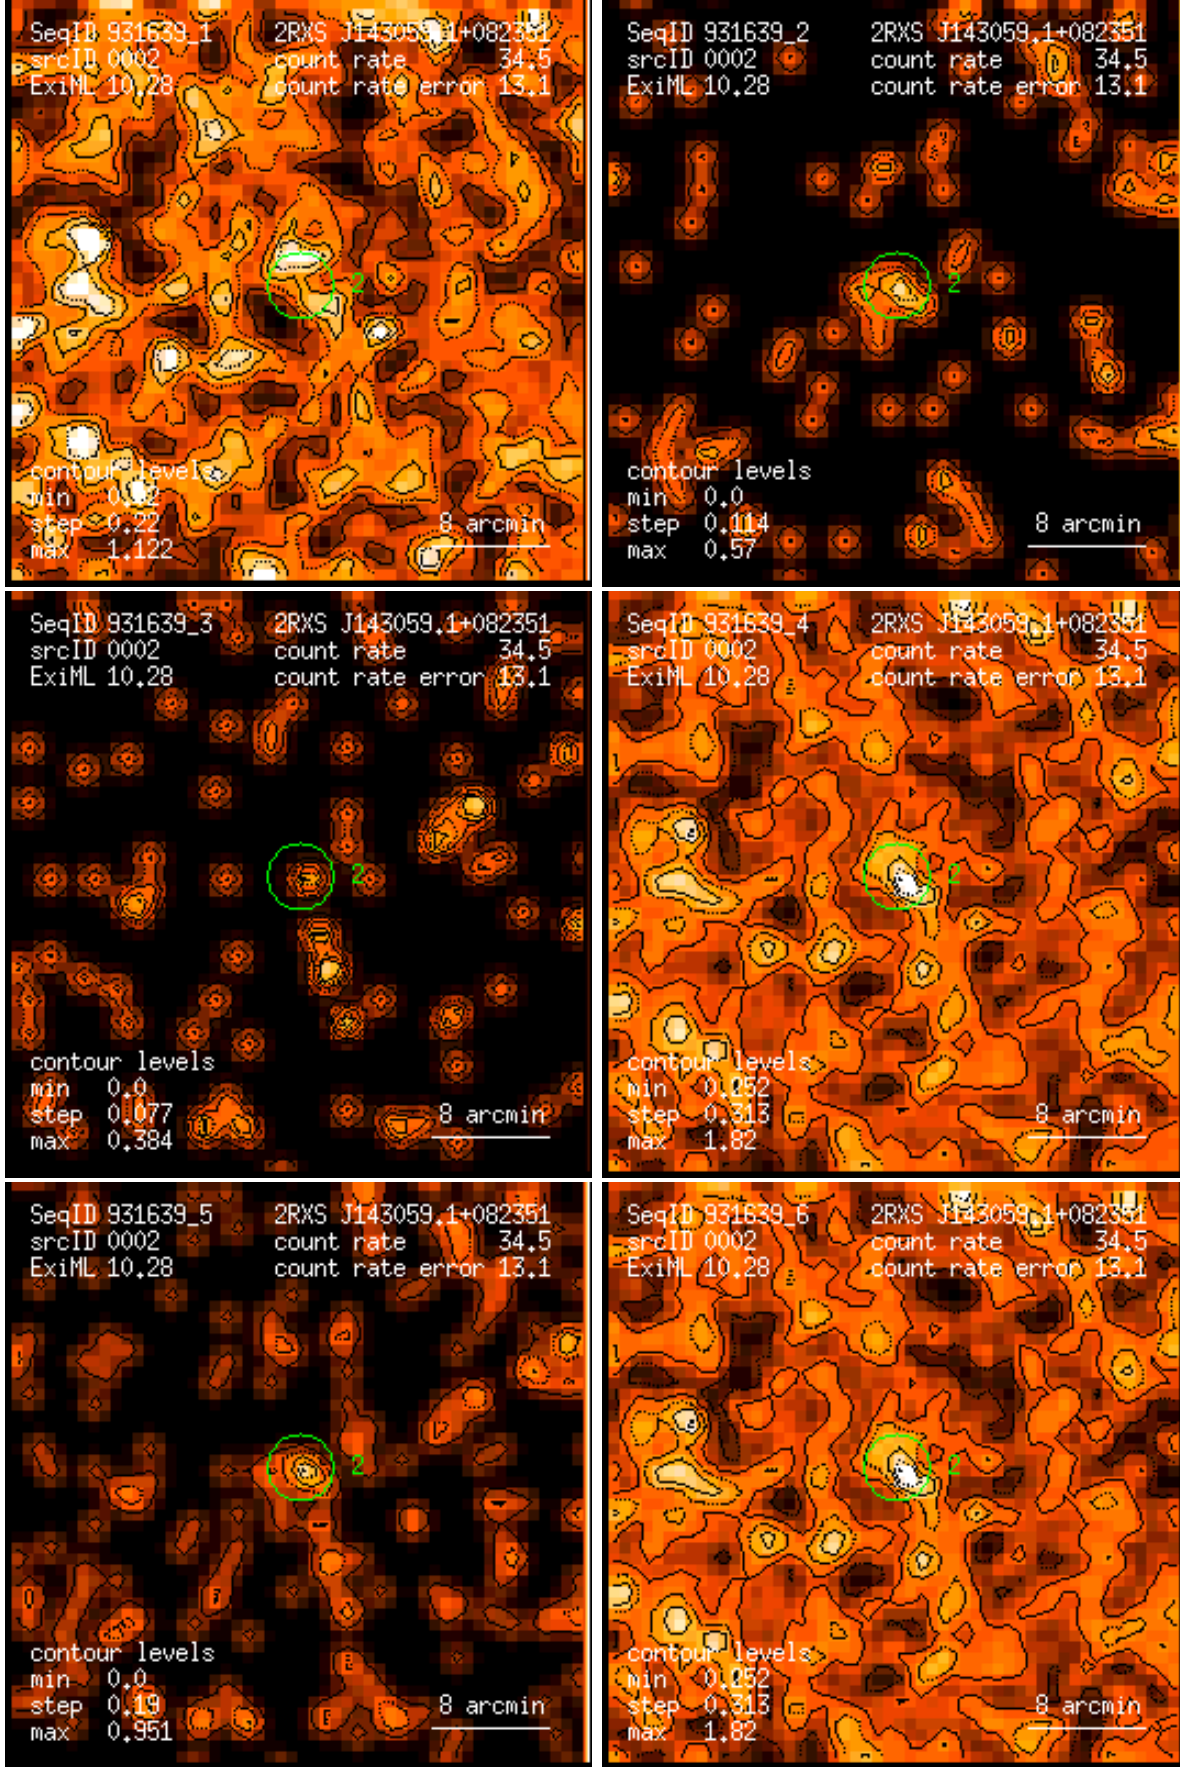 SeqID 931639_1 2RXS J143059.1+082351
srcID 0002 count rate 34.5
ExiML 10.28 count rate error 13.1
2
contour levels
min
step 0.22 8 arcmin
max 1.122
SeqID 931639_2 2RXS J143059.1+082351
srcID 0002 count rate 34.5
ExiML 10.28 count rate error 13.1
2
contour levels
min 0.0
step 0.114 8 arcmin
max 0.57
SeqID 931639_3 2RXS J143059.1+082351
srcID 0002 count rate 34.5
ExiML 10.28 count rate error 13.1
2
contour levels
min 0.0
step 0.077 8 arcmin
max 0.384
SeqID 931639_4 2RXS J143059.1+082351
srcID 0002 count rate 34.5
ExiML 10.28 count rate error 13.1
2
contour levels
min 0.252
step 0.313 8 arcmin
max 1.82
SeqID 931639_5 2RXS J143059.1+082351
srcID 0002 count rate 34.5
ExiML 10.28 count rate error 13.1
2
contour levels
min 0.0
step 0.19 8 arcmin
max 0.951
SeqID 931639_6 2RXS J143059.1+082351
srcID 0002 count rate 34.5
ExiML 10.28 count rate error 13.1
2
contour levels
min 0.252
step 0.313 8 arcmin
max 1.82